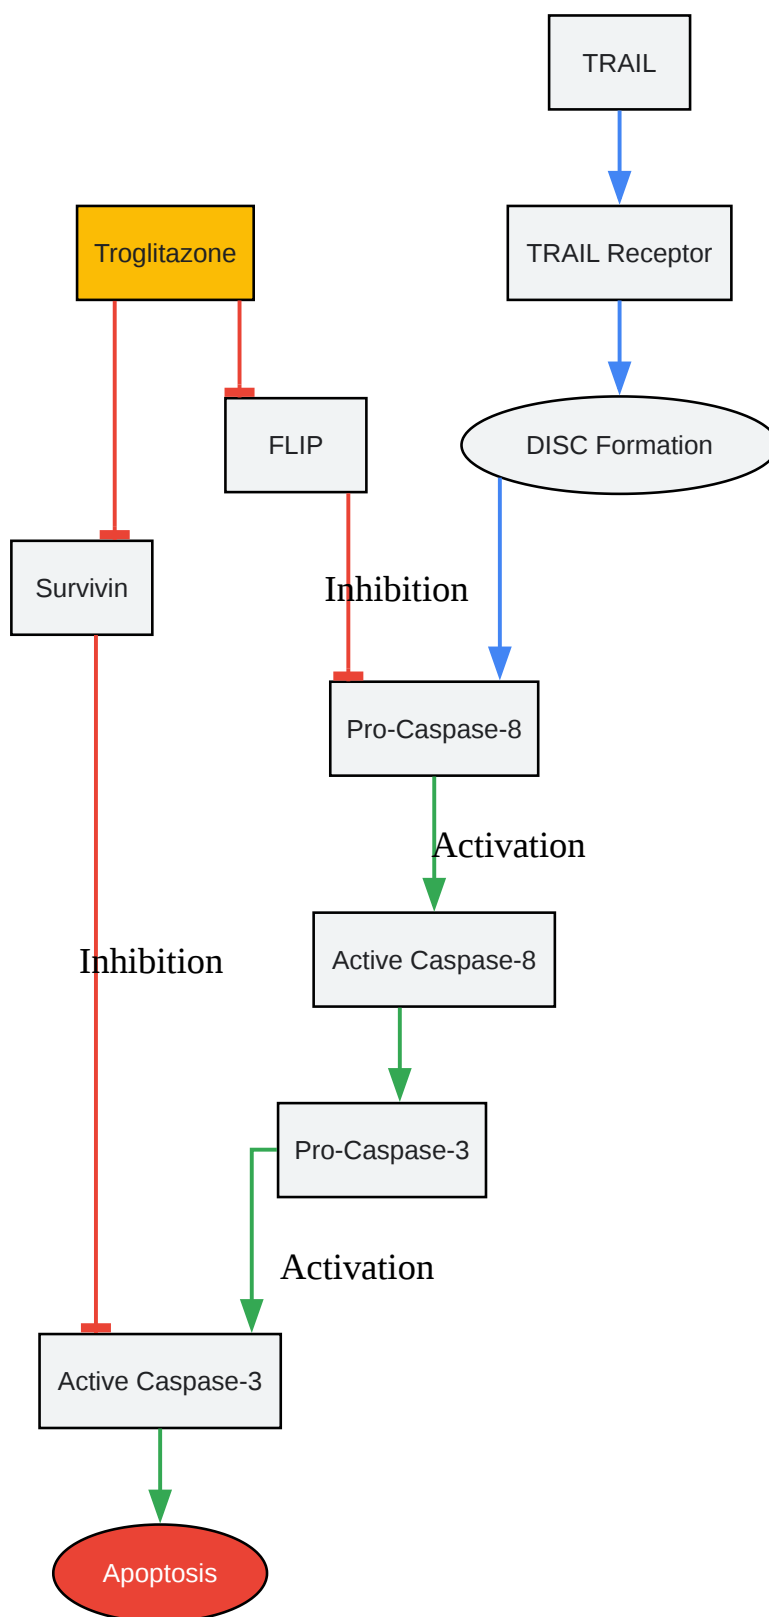 TRAIL
Troglitazone
TRAIL Receptor
FLIP
DISC Formation
Survivin
Inhibition
Pro-Caspase-8
Activation
Active Caspase-8
Inhibition
Pro-Caspase-3
Activation
Active Caspase-3
Apoptosis